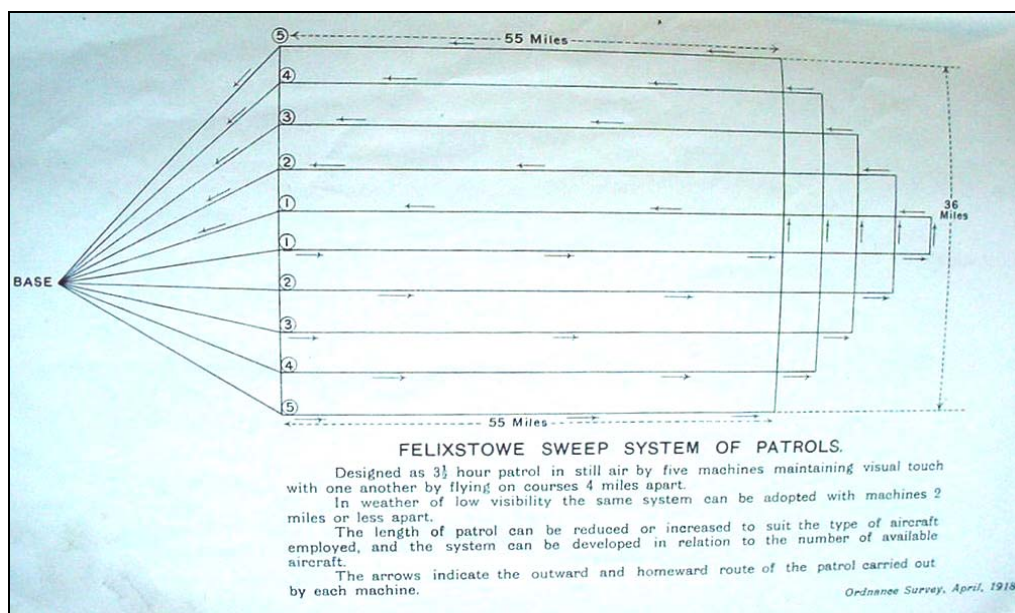 ⑤ 55 Miles
④
③
②
①
36
Miles
①
BASE
②
③
④
⑤
55 Miles
FELIXSTOWE SWEEP SYSTEM OF PATROLS.
Designed as 3½ hour patrol in still air by five machines maintaining visual touch
with one another by flying on courses 4 miles apart.
In weather of low visibility the same system can be adopted with machines 2
miles or less apart.
The length of patrol can be reduced or increased to suit the type of aircraft
employed, and the system can be developed in relation to the number of available
aircraft.
The arrows indicate the outward and homeward route of the patrol carried out
by each machine.
Ordnance Survey, April, 1918